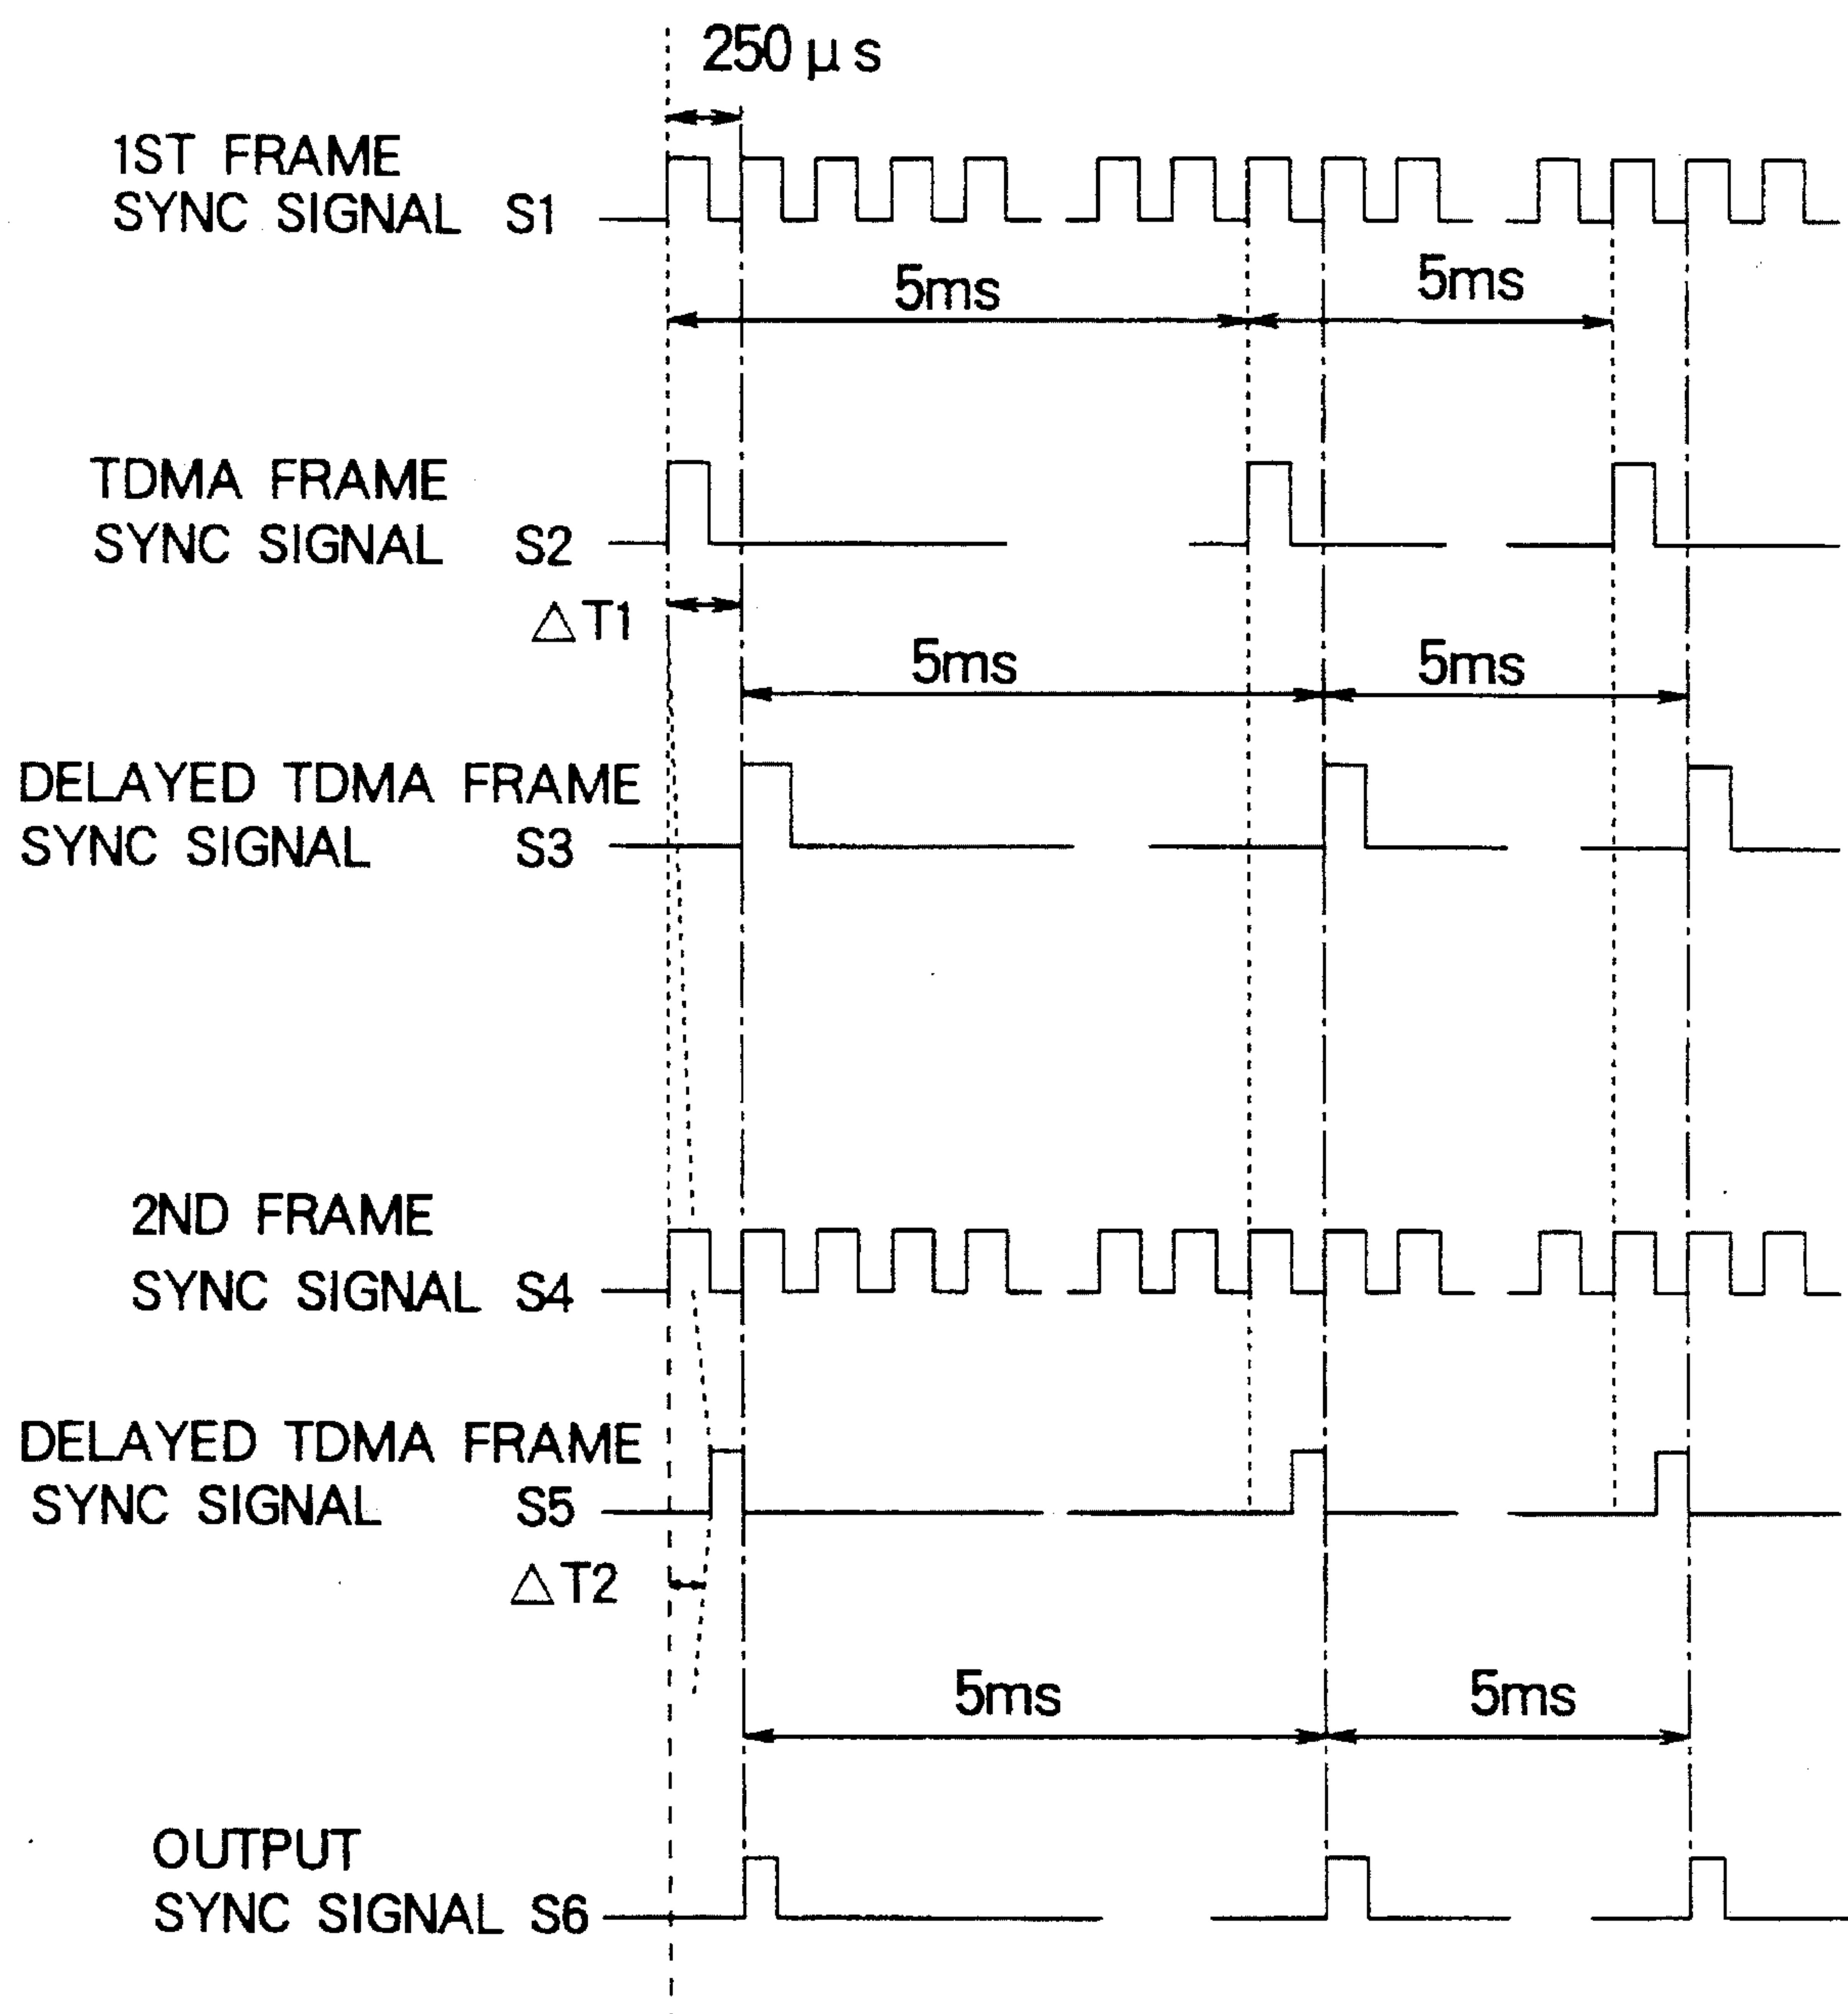 250 μ s
1ST FRAME
SYNC SIGNAL S1
5ms
5ms
TDMA FRAME
SYNC SIGNAL S2
△T1
5ms
5ms
DELAYED TDMA FRAME
SYNC SIGNAL S3
2ND FRAME
SYNC SIGNAL S4
DELAYED TDMA FRAME
SYNC SIGNAL S5
△T2
5ms
5ms
OUTPUT
SYNC SIGNAL S6